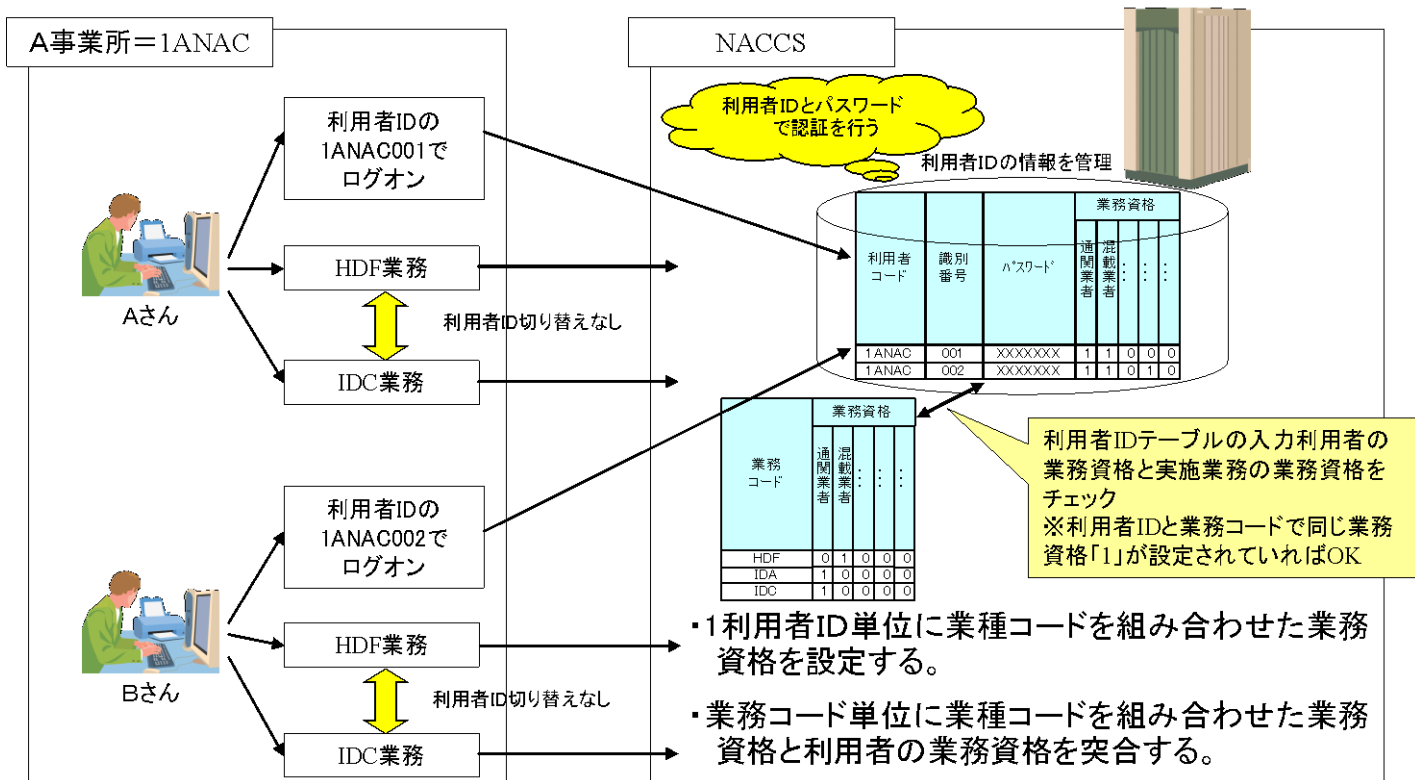 A事業所＝1ANAC
利用者IDの
1ANAC001で
ログオン
HDF業務
利用者ID切り替えなし
IDC業務
Aさん
利用者IDの
1ANAC002で
ログオン
HDF業務
利用者ID切り替えなし
IDC業務
Bさん
NACCS
利用者IDとパスワード
で認証を行う
利用者IDの情報を管理
業務資格
利用者
コード
識別
番号
ﾊﾟｽﾜｰﾄﾞ
通関業者
混載業者
：
：
：
1ANAC 001 XXXXXXX 1 1 0 0 0
1ANAC 002 XXXXXXX 1 1 0 1 0
業務資格
業務
コード
通関業者
混載業者
：
：
：
HDF 0 1 0 0 0
IDA 1 0 0 0 0
IDC 1 0 0 0 0
利用者IDテーブルの入力利用者の
業務資格と実施業務の業務資格を
チェック
※利用者IDと業務コードで同じ業務
資格「1」が設定されていればOK
・1利用者ID単位に業種コードを組み合わせた業務
資格を設定する。
・業務コード単位に業種コードを組み合わせた業務
資格と利用者の業務資格を突合する。